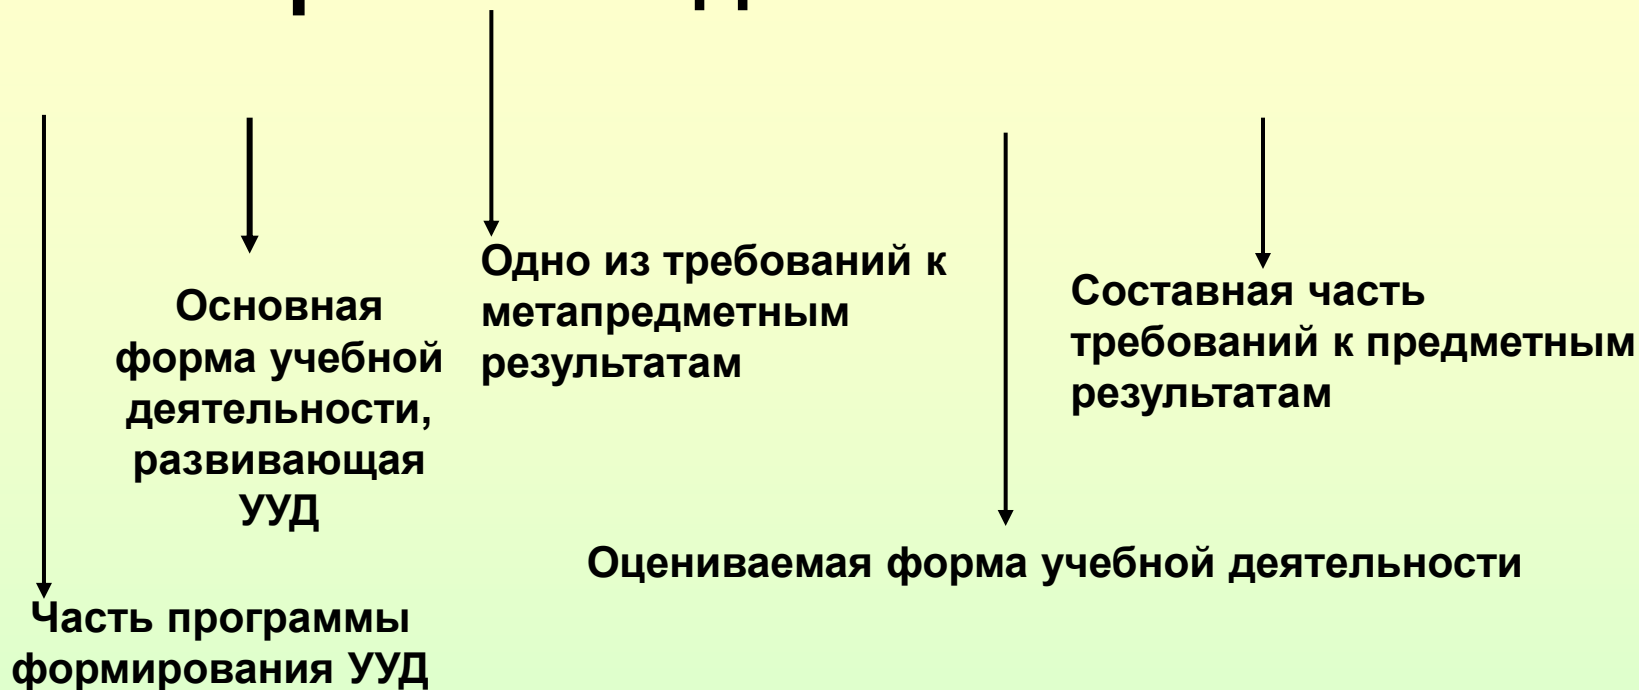 Основная
форма учебной
деятельности,
развивающая
УУД
Одно из требований к
метапредметным
результатам
Составная часть
требований к предметным
результатам
Оцениваемая форма учебной деятельности
Часть программы
формирования УУД